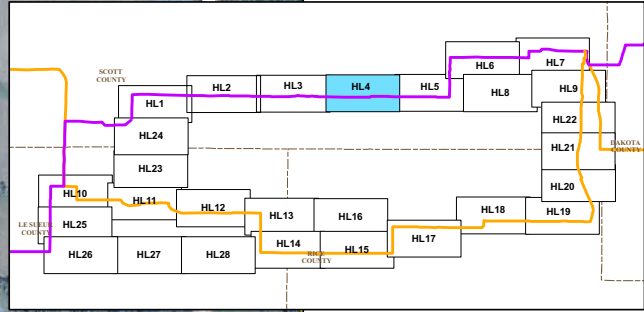 HL6
HL7
SCOTT
COUNTY
HL1
HL2
HL3
HL4
HL5
HL8
HL9
HL24
HL22
HL23
HL21
DAKOTA
COUNTY
HL10
HL11
HL12
HL13
HL16
HL18
HL20
HL19
LE SUEUR
COUNTY
HL25
HL14
HL15
HL17
RICE
COUNTY
HL26
HL27
HL28